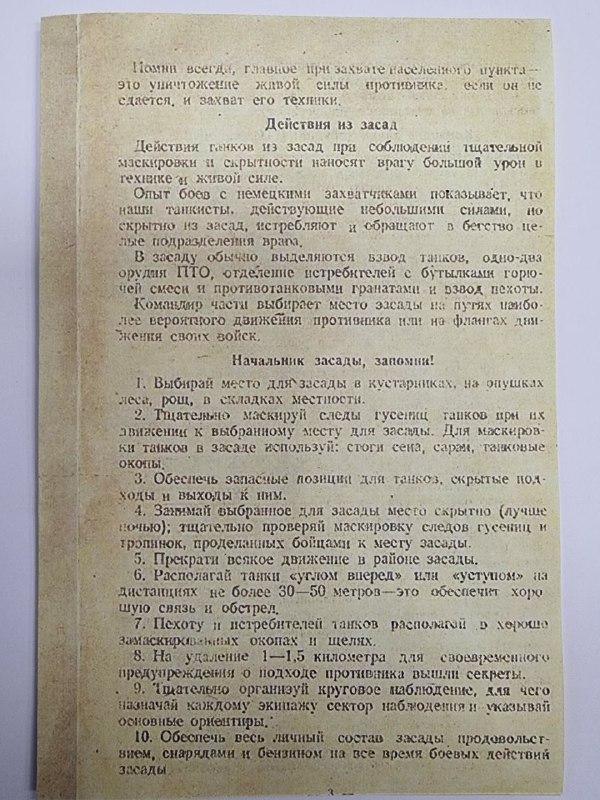 Помни всегда, главное при захвате населенного пункта—
это уничтожение живой силы противника, если он не
сдается, и захват его техники.
Действия из засад
Действия танков из засад при соблюдении тщательной
маскировки и скрытности наносят врагу большой урон в
технике и живой силе.
Опыт боев с немецкими захватчиками показывает, что
наши танкисты, действующие небольшими силами, но
скрытно из засад, истребляют и обращают в бегство це-
лые подразделения врага.
В засаду обычно выделяются взвод танков, одно-два
орудия ПТО, отделение истребителей с бутылками горю-
чей смеси и противотанковыми гранатами и взвод пехоты.
Командир части выбирает место засады на путях наибо-
лее вероятного движения противника или на флангах дви-
жения своих войск.
Начальник засады, запомни!
1. Выбирай место для засады в кустарниках, на опушках
леса, рощ, в складках местности.
2. Тщательно маскируй следы гусениц танков при их
движении к выбранному месту для засады. Для маскиров-
ки танков в засаде используй: стоги сена, сараи, танковые
окопы.
3. Обеспечь запасные позиции для танков, скрытые под-
ходы и выходы к ним.
4. Занимай выбранное для засады место скрытно (лучше
ночью); тщательно проверяй маскировку следов гусениц и
тропинок, проделанных бойцами к месту засады.
5. Прекрати всякое движение в районе засады.
6. Располагай танки «углом вперед» или «уступом» на
дистанциях не более 30—50 метров—это обеспечит хоро
шую связь и обстрел.
7. Пехоту и истребителей танков располагай в хорошо
замаскированных окопах и щелях.
8. На удаление 1—1,5 километра для своевременного
предупреждения о подходе противника вышли секреты.
9. Тщательно организуй круговое наблюдение, для чего
назначай каждому экипажу сектор наблюдения и указывай
основные ориентиры.
10. Обеспечь весь личный состав засады продовольст-
вием, снарядами и бензином на все время боевых действий
засады
3 —